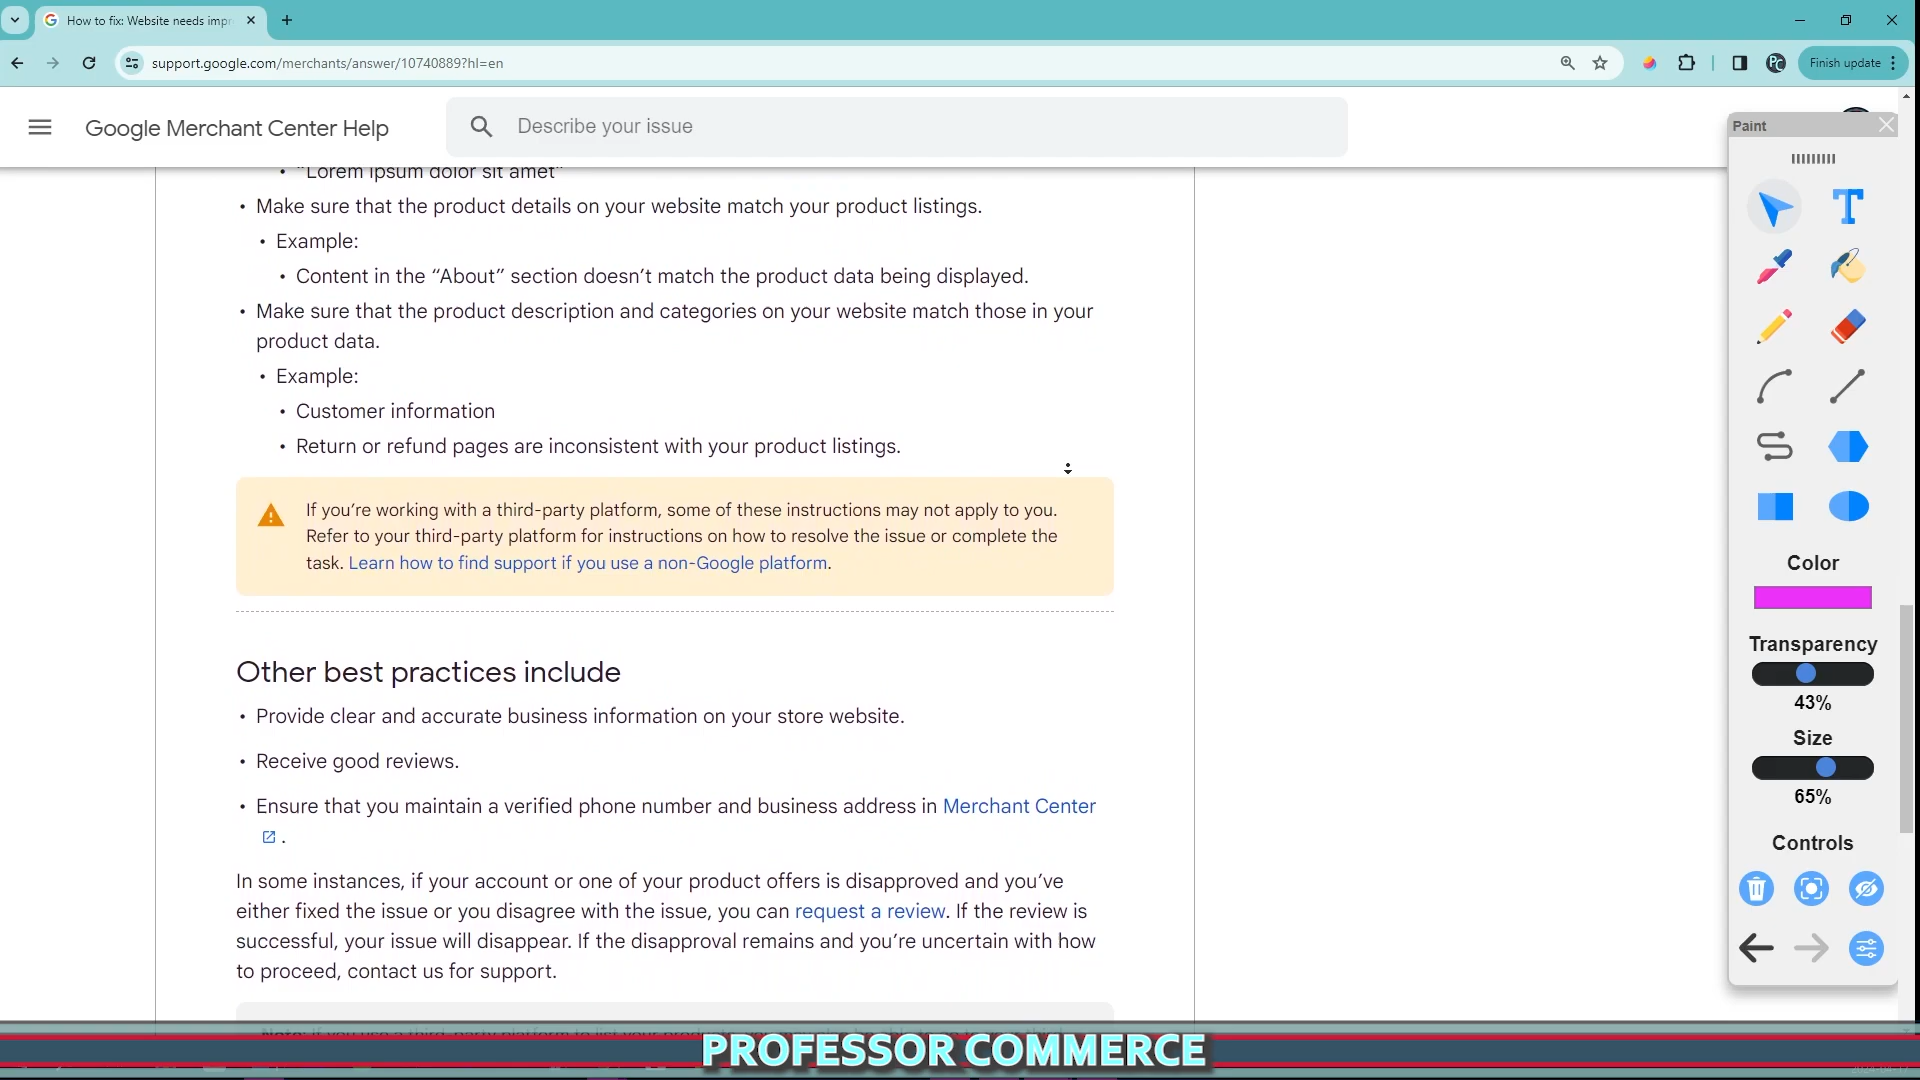 How to fix: Website needs impr
support.google.com/merchants/answer/10740889?hl=en
Finish update
Google Merchant Center Help
Describe your issue
Paint
• "Lorem ipsum dolor sit amet"
• Make sure that the product details on your website match your product listings.
• Example:
• Content in the “About” section doesn’t match the product data being displayed.
• Make sure that the product description and categories on your website match those in your
product data.
• Example:
• Customer information
• Return or refund pages are inconsistent with your product listings.
If you’re working with a third-party platform, some of these instructions may not apply to you.
Refer to your third-party platform for instructions on how to resolve the issue or complete the
task. Learn how to find support if you use a non-Google platform.
Other best practices include
• Provide clear and accurate business information on your store website.
• Receive good reviews.
• Ensure that you maintain a verified phone number and business address in Merchant Center
.
In some instances, if your account or one of your product offers is disapproved and you’ve
either fixed the issue or you disagree with the issue, you can request a review. If the review is
successful, your issue will disappear. If the disapproval remains and you’re uncertain with how
to proceed, contact us for support.
T
Color
Transparency
43%
Size
65%
Controls
PROFESSOR COMMERCE